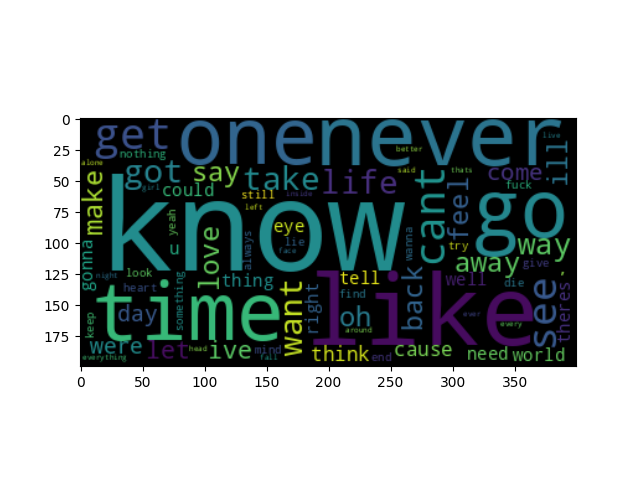 0
25
50
75
100
125
150
175
0 50 100 150 200 250 300 350
get one never
better live
nothing
alone
got say take life come ill
said thats
girl could still inside fuck
make
left
know cant feel go
yeah u love always eye lie face wanna try way
gonna night look thing away give
heart something tell back well die theres
time day want right find oh like see
keep around ever every
were let ive mind think end cause need world
everything head fall